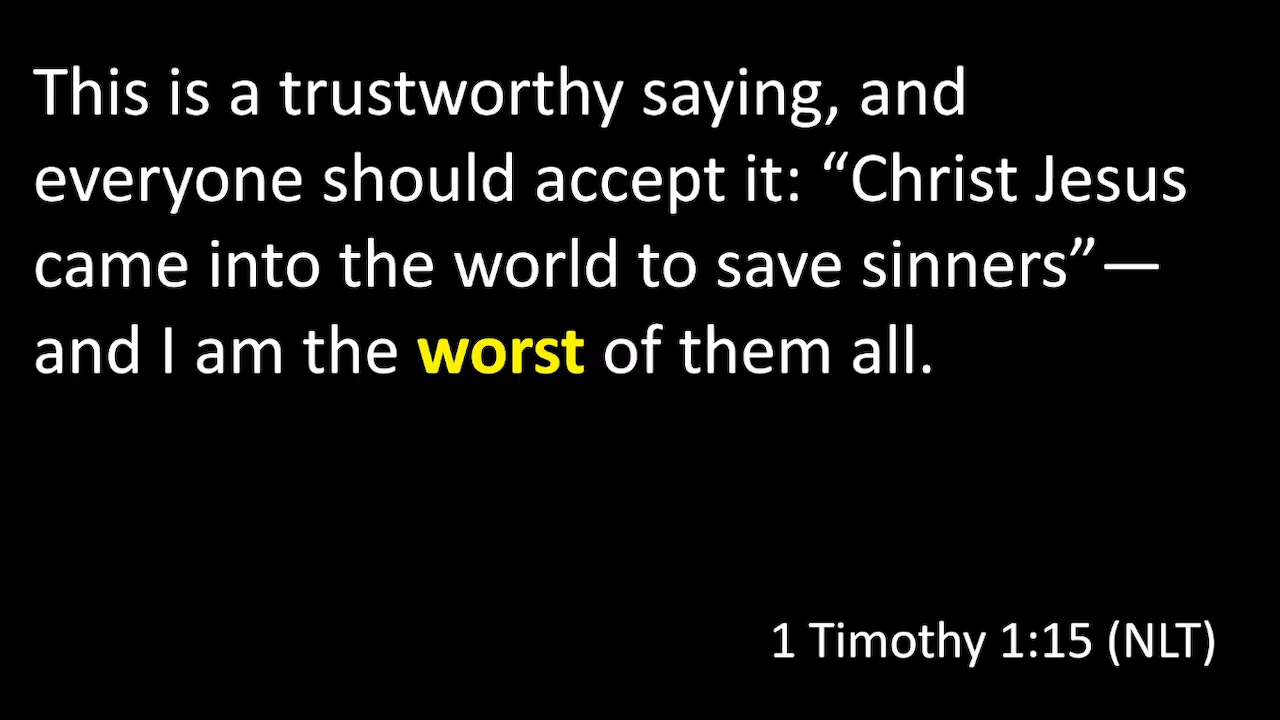 This is a trustworthy saying, and
everyone should accept it: “Christ Jesus
came into the world to save sinners”—
and I am the worst of them all.
1 Timothy 1:15 (NLT)